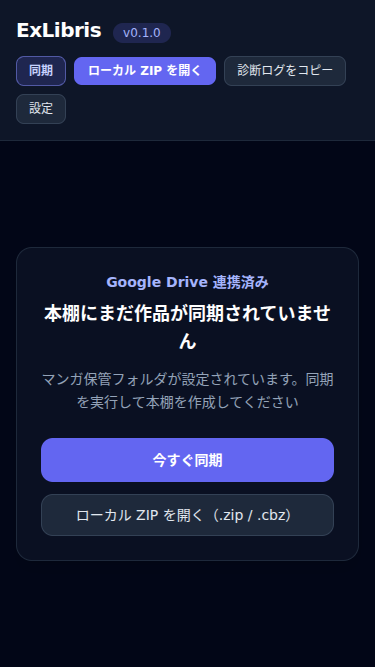 ExLibris
v0.1.0
同期
ローカル ZIP を開く
診断ログをコピー
設定
Google Drive 連携済み
本棚にまだ作品が同期されていませ
ん
マンガ保管フォルダが設定されています。同期
を実行して本棚を作成してください
今すぐ同期
ローカル ZIP を開く（.zip / .cbz）